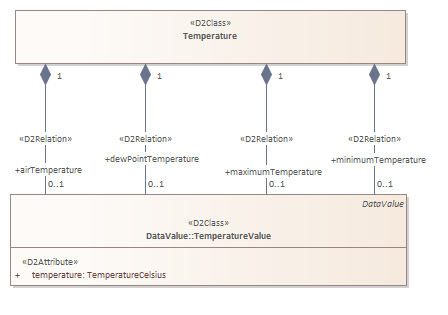 «D2Class»
Temperature
1 1 1 1
«D2Relation» «D2Relation» «D2Relation» «D2Relation»
+airTemperature +dewPointTemperature +maximumTemperature +minimumTemperature
0..1 0..1 0..1 0..1
DataValue
«D2Class»
DataValue::TemperatureValue
«D2Attribute»
+ temperature: TemperatureCelsius